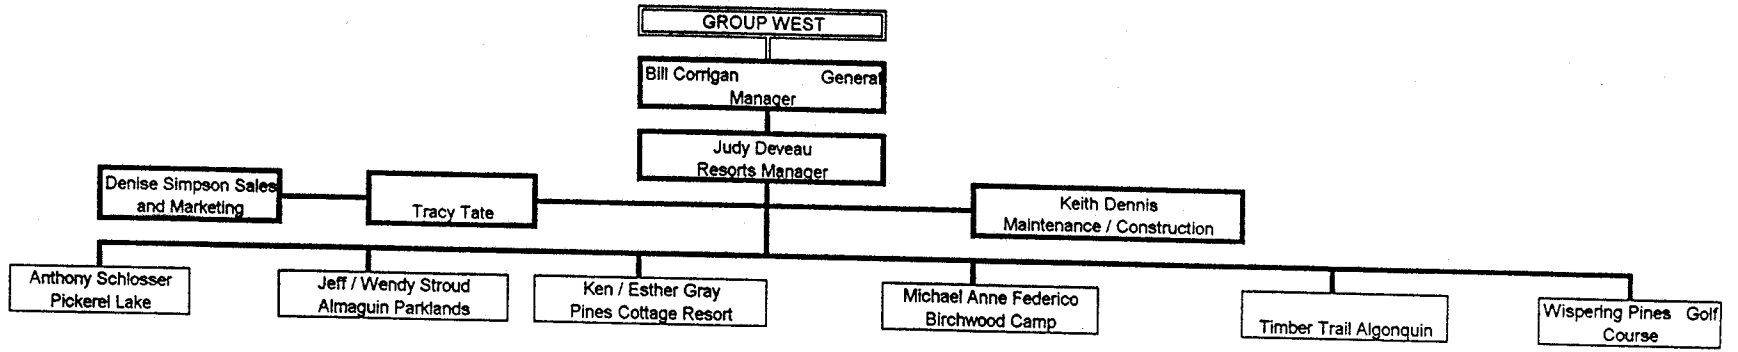 GROUP WEST
Bill Corrigan General
Manager
Judy Deveau
Resorts Manager
Denise Simpson Sales
and Marketing
Tracy Tate
Keith Dennis
Maintenance / Construction
Anthony Schlosser
Pickerel Lake
Jeff / Wendy Stroud
Almaguin Parklands
Ken / Esther Gray
Pines Cottage Resort
Michael Anne Federico
Birchwood Camp
Timber Trail Algonquin
Wispering Pines Golf
Course